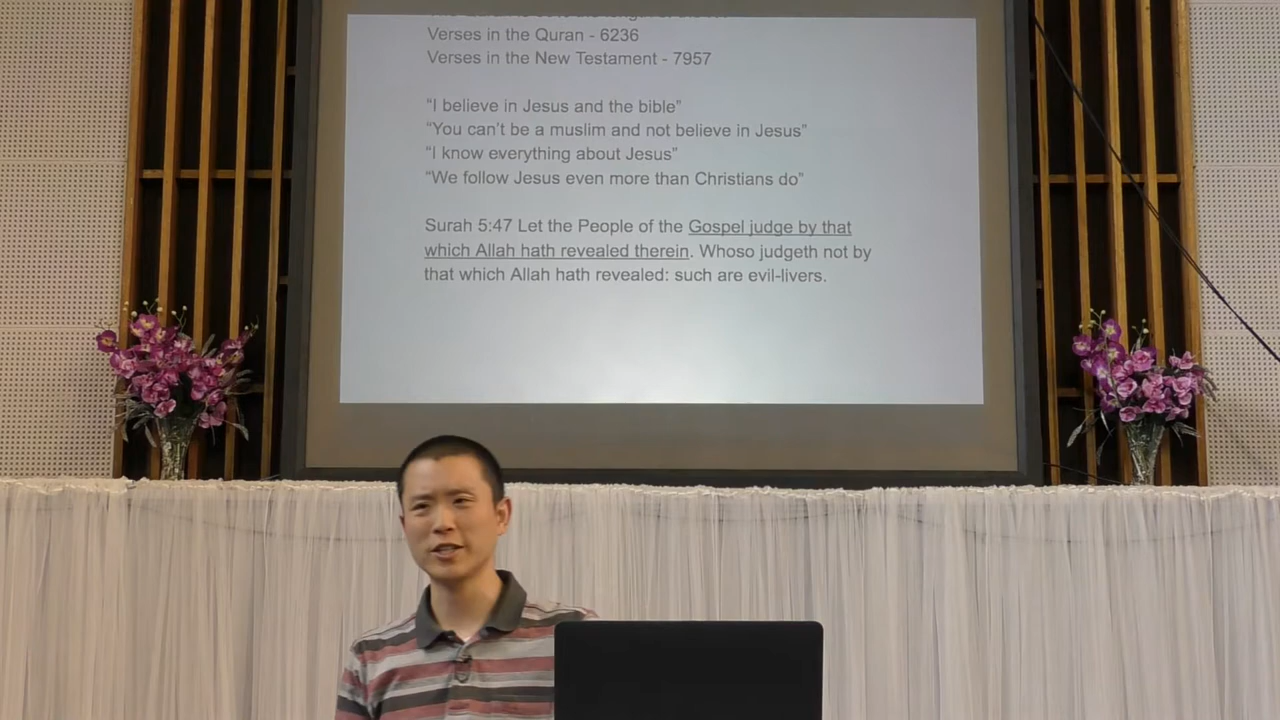 Verses in the Quran - 6236
Verses in the New Testament - 7957
“I believe in Jesus and the bible”
“You can’t be a muslim and not believe in Jesus”
“I know everything about Jesus”
“We follow Jesus even more than Christians do”
Surah 5:47 Let the People of the Gospel judge by that
which Allah hath revealed therein. Whoso judgeth not by
that which Allah hath revealed: such are evil-livers.